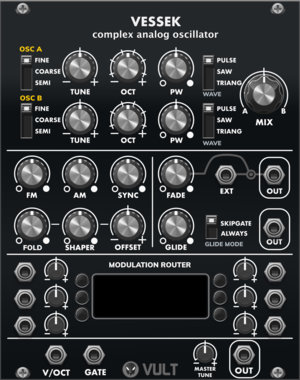 VESSEK
complex analog oscillator
OSC A
FINE
COARSE
SEMI
TUNE
OCT
PW
PULSE
SAW
TRIANG
WAVE
OSC B
FINE
COARSE
SEMI
TUNE
OCT
PW
PULSE
SAW
TRIANG
WAVE
A B
MIX
FM AM SYNC FADE EXT OUT
FOLD SHAPER OFFSET GLIDE
SKIPGATE
ALWAYS
GLIDE MODE
OUT
MODULATION ROUTER
V/OCT GATE VULT
MASTER
TUNE
OUT